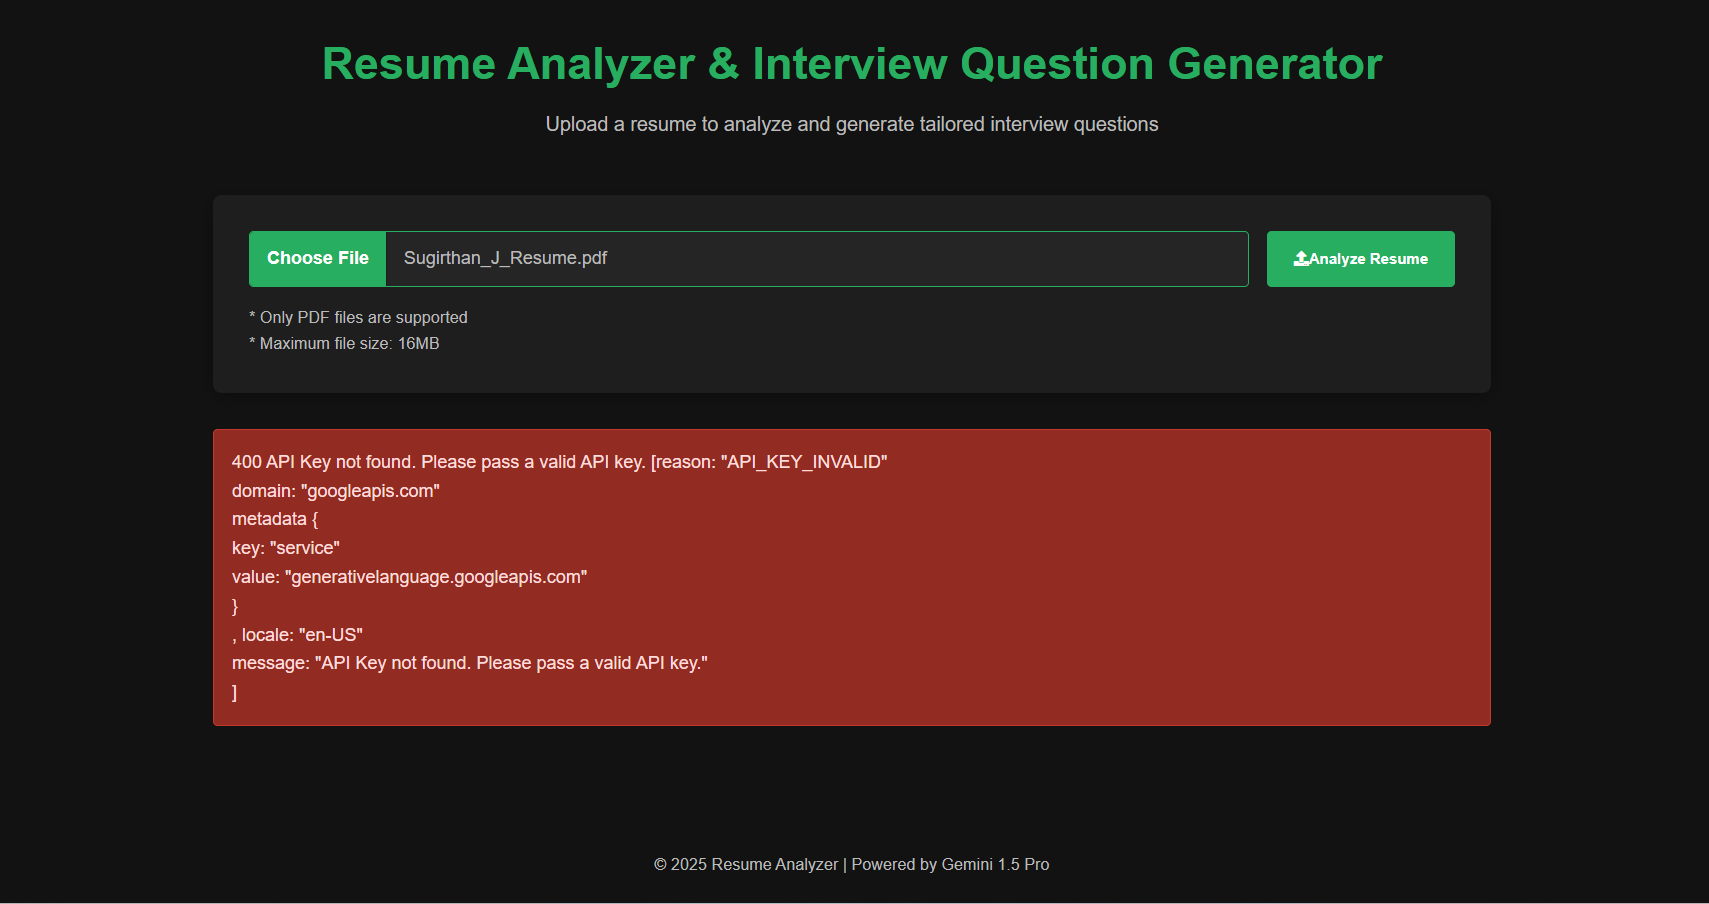 Resume Analyzer & Interview Question Generator
Upload a resume to analyze and generate tailored interview questions
Choose File Sugirthan_J_Resume.pdf Analyze Resume
* Only PDF files are supported
* Maximum file size: 16MB
400 API Key not found. Please pass a valid API key. [reason: "API_KEY_INVALID"
domain: "googleapis.com"
metadata {
key: "service"
value: "generativelanguage.googleapis.com"
}
, locale: "en-US"
message: "API Key not found. Please pass a valid API key."
]
© 2025 Resume Analyzer | Powered by Gemini 1.5 Pro